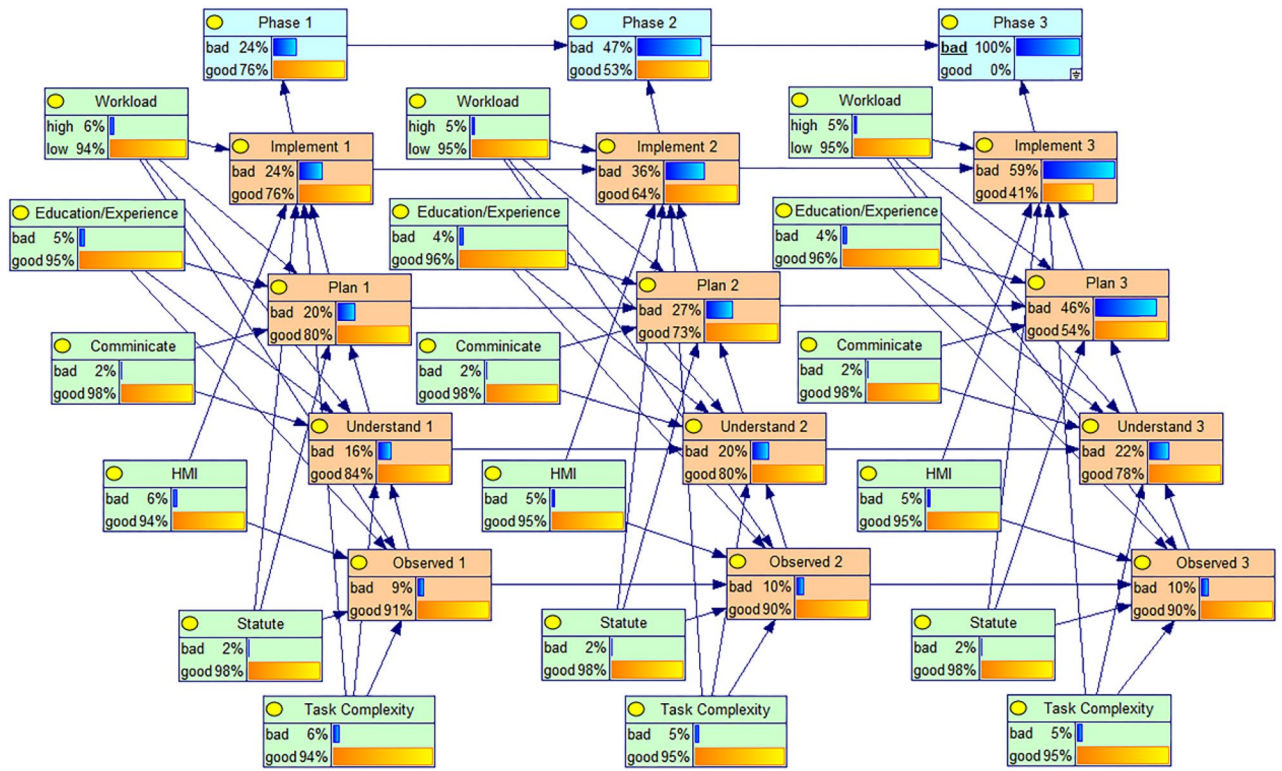 Phase 1
bad 24%
good 76%
Phase 2
bad 47%
good 53%
Phase 3
bad 100%
good 0%
Workload
high 6%
low 94%
Workload
high 5%
low 95%
Workload
high 5%
low 95%
Implement 1
bad 24%
good 76%
Implement 2
bad 36%
good 64%
Implement 3
bad 59%
good 41%
Education/Experience
bad 5%
good 95%
Education/Experience
bad 4%
good 96%
Education/Experience
bad 4%
good 96%
Plan 1
bad 20%
good 80%
Plan 2
bad 27%
good 73%
Plan 3
bad 46%
good 54%
Comminicate
bad 2%
good 98%
Comminicate
bad 2%
good 98%
Comminicate
bad 2%
good 98%
Understand 1
bad 16%
good 84%
Understand 2
bad 20%
good 80%
Understand 3
bad 22%
good 78%
HMI
bad 6%
good 94%
HMI
bad 5%
good 95%
HMI
bad 5%
good 95%
Observed 1
bad 9%
good 91%
Observed 2
bad 10%
good 90%
Observed 3
bad 10%
good 90%
Statute
bad 2%
good 98%
Statute
bad 2%
good 98%
Statute
bad 2%
good 98%
Task Complexity
bad 6%
good 94%
Task Complexity
bad 5%
good 95%
Task Complexity
bad 5%
good 95%